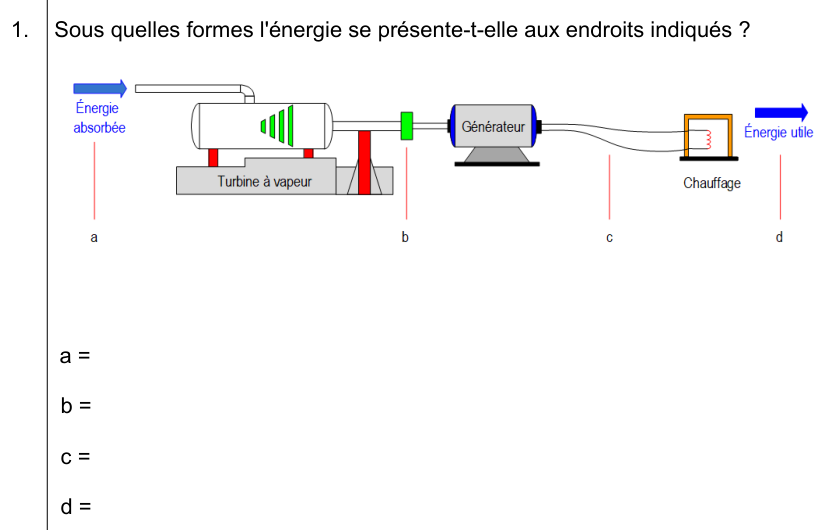 1. Sous quelles formes l'énergie se présente-t-elle aux endroits indiqués ?
Énergie
absorbée
Turbine à vapeur
Générateur
Chauffage
Énergie utile
a
b
c
d
a =
b =
c =
d =